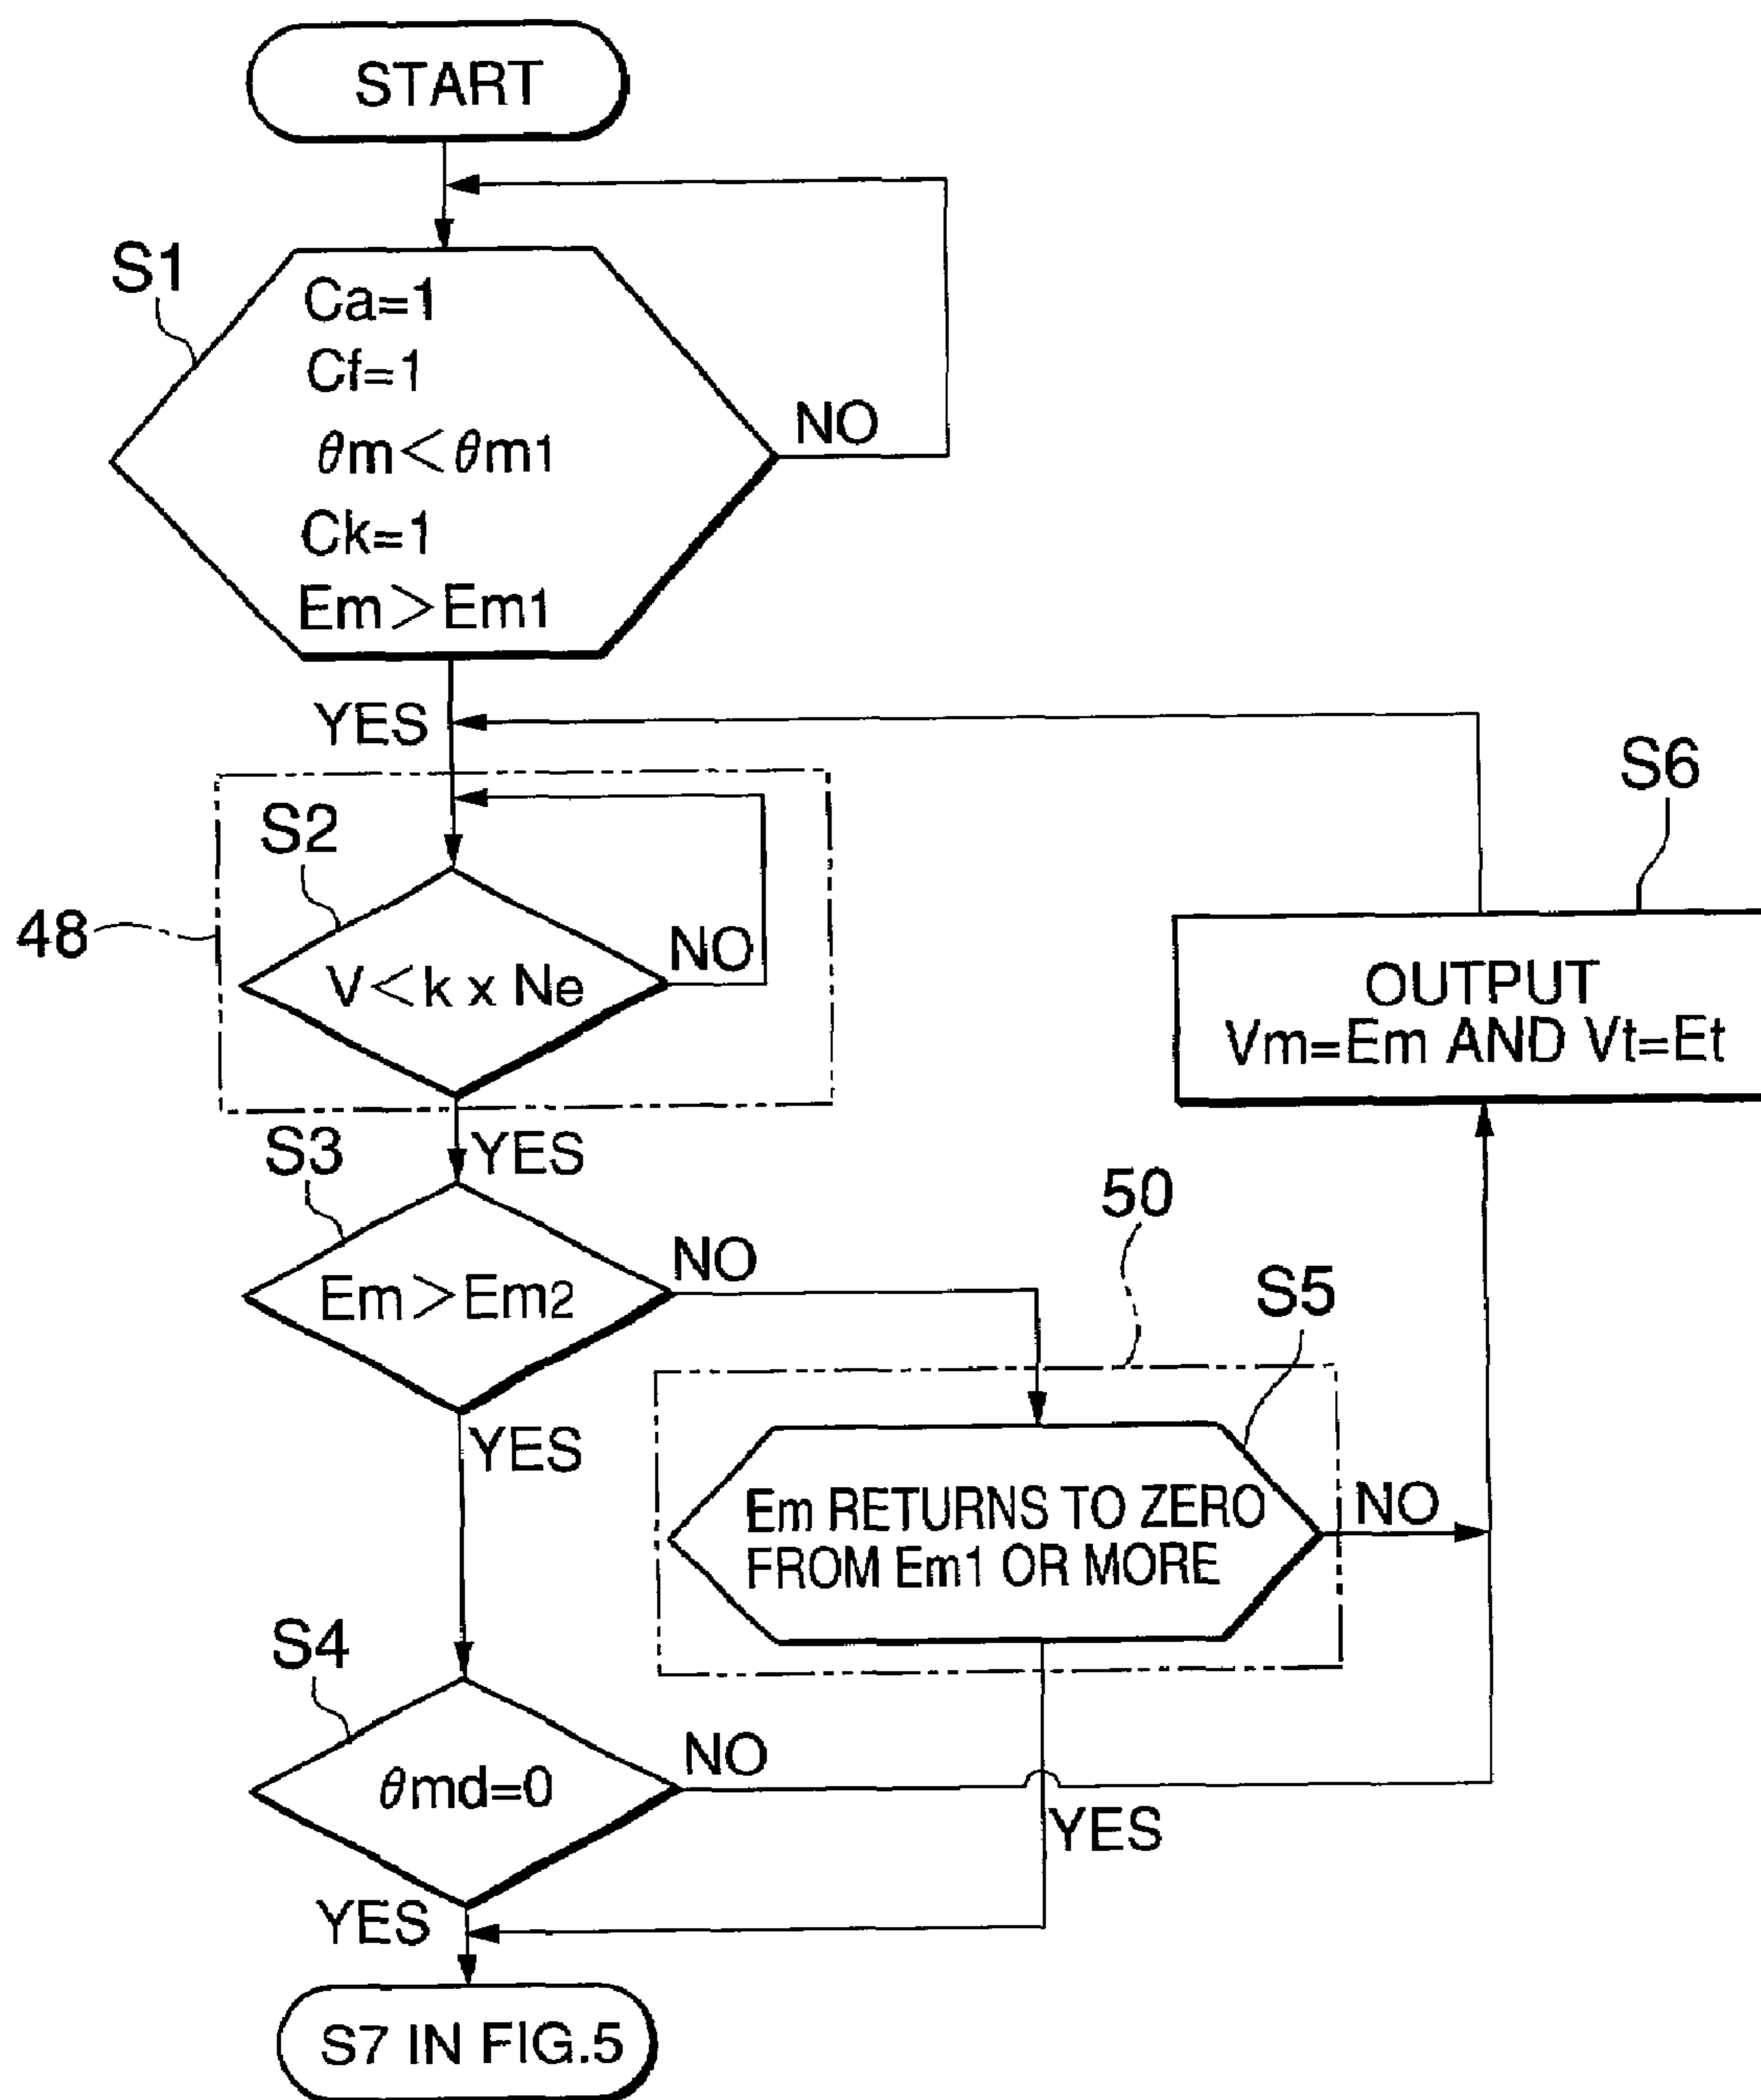 START
S1
Ca=1
Cf=1
θm<θm1
Ck=1
Em>Em1
NO
YES
S6
S2
48
V<k x Ne
NO
OUTPUT
Vm=Em AND Vt=Et
YES
S3
50
Em>Em2
NO
S5
YES
Em RETURNS TO ZERO
FROM Em1 OR MORE
NO
S4
θmd=0
NO
YES
YES
S7 IN FIG.5